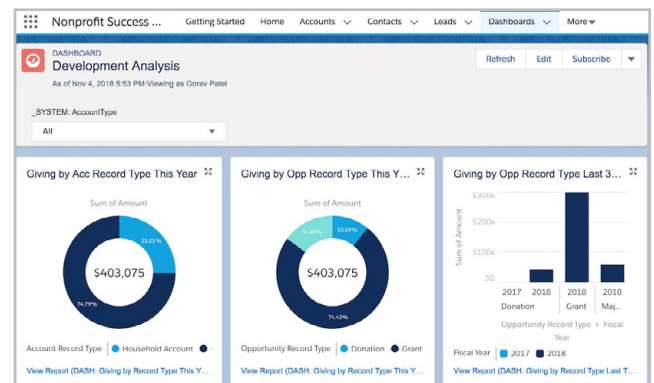 Nonprofit Success ... Getting Started Home Accounts Contacts Leads Dashboards More
DASHBOARD
Development Analysis
As of Nov 4, 2018 5:53 PM·Viewing as Gorav Patel
Refresh Edit Subscribe
_SYSTEM: AccountType
All
Giving by Acc Record Type This Year
Sum of Amount
$403,075
74.79%
Account Record Type Household Account
View Report (DASH: Giving by Record Type This Y...
Giving by Opp Record Type This Y...
Sum of Amount
10.09%
$403,075
74.43%
Opportunity Record Type Donation Grant
View Report (DASH: Giving by Record Type This Y...
Giving by Opp Record Type Last 3...
Sum of Amount
$300k
$200k
$100k
$0
2017 2018 2018 2018
Donation Grant Maj...
Opportunity Record Type > Fiscal
Year
Fiscal Year 2017 2018
View Report (DASH: Giving by Record Type Last T...